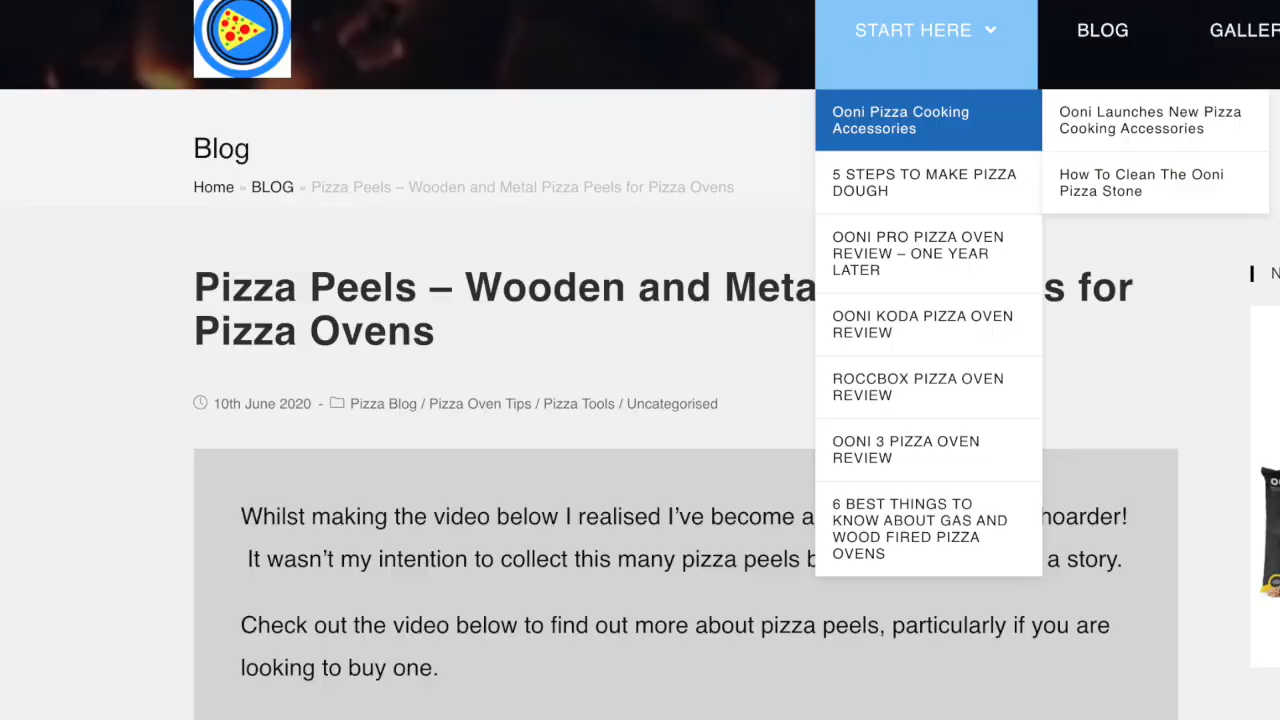 START HERE
BLOG
GALLER
Ooni Pizza Cooking
Accessories
Ooni Launches New Pizza
Cooking Accessories
5 STEPS TO MAKE PIZZA
DOUGH
How To Clean The Ooni
Pizza Stone
OONI PRO PIZZA OVEN
REVIEW – ONE YEAR
LATER
OONI KODA PIZZA OVEN
REVIEW
ROCCBOX PIZZA OVEN
REVIEW
OONI 3 PIZZA OVEN
REVIEW
6 BEST THINGS TO
KNOW ABOUT GAS AND
WOOD FIRED PIZZA
OVENS
Blog
Home » BLOG » Pizza Peels – Wooden and Metal Pizza Peels for Pizza Ovens
Pizza Peels – Wooden and Meta s for
Pizza Ovens
10th June 2020 - Pizza Blog / Pizza Oven Tips / Pizza Tools / Uncategorised
Whilst making the video below I realised I’ve become a hoarder!
It wasn’t my intention to collect this many pizza peels b a story.
Check out the video below to find out more about pizza peels, particularly if you are
looking to buy one.
N